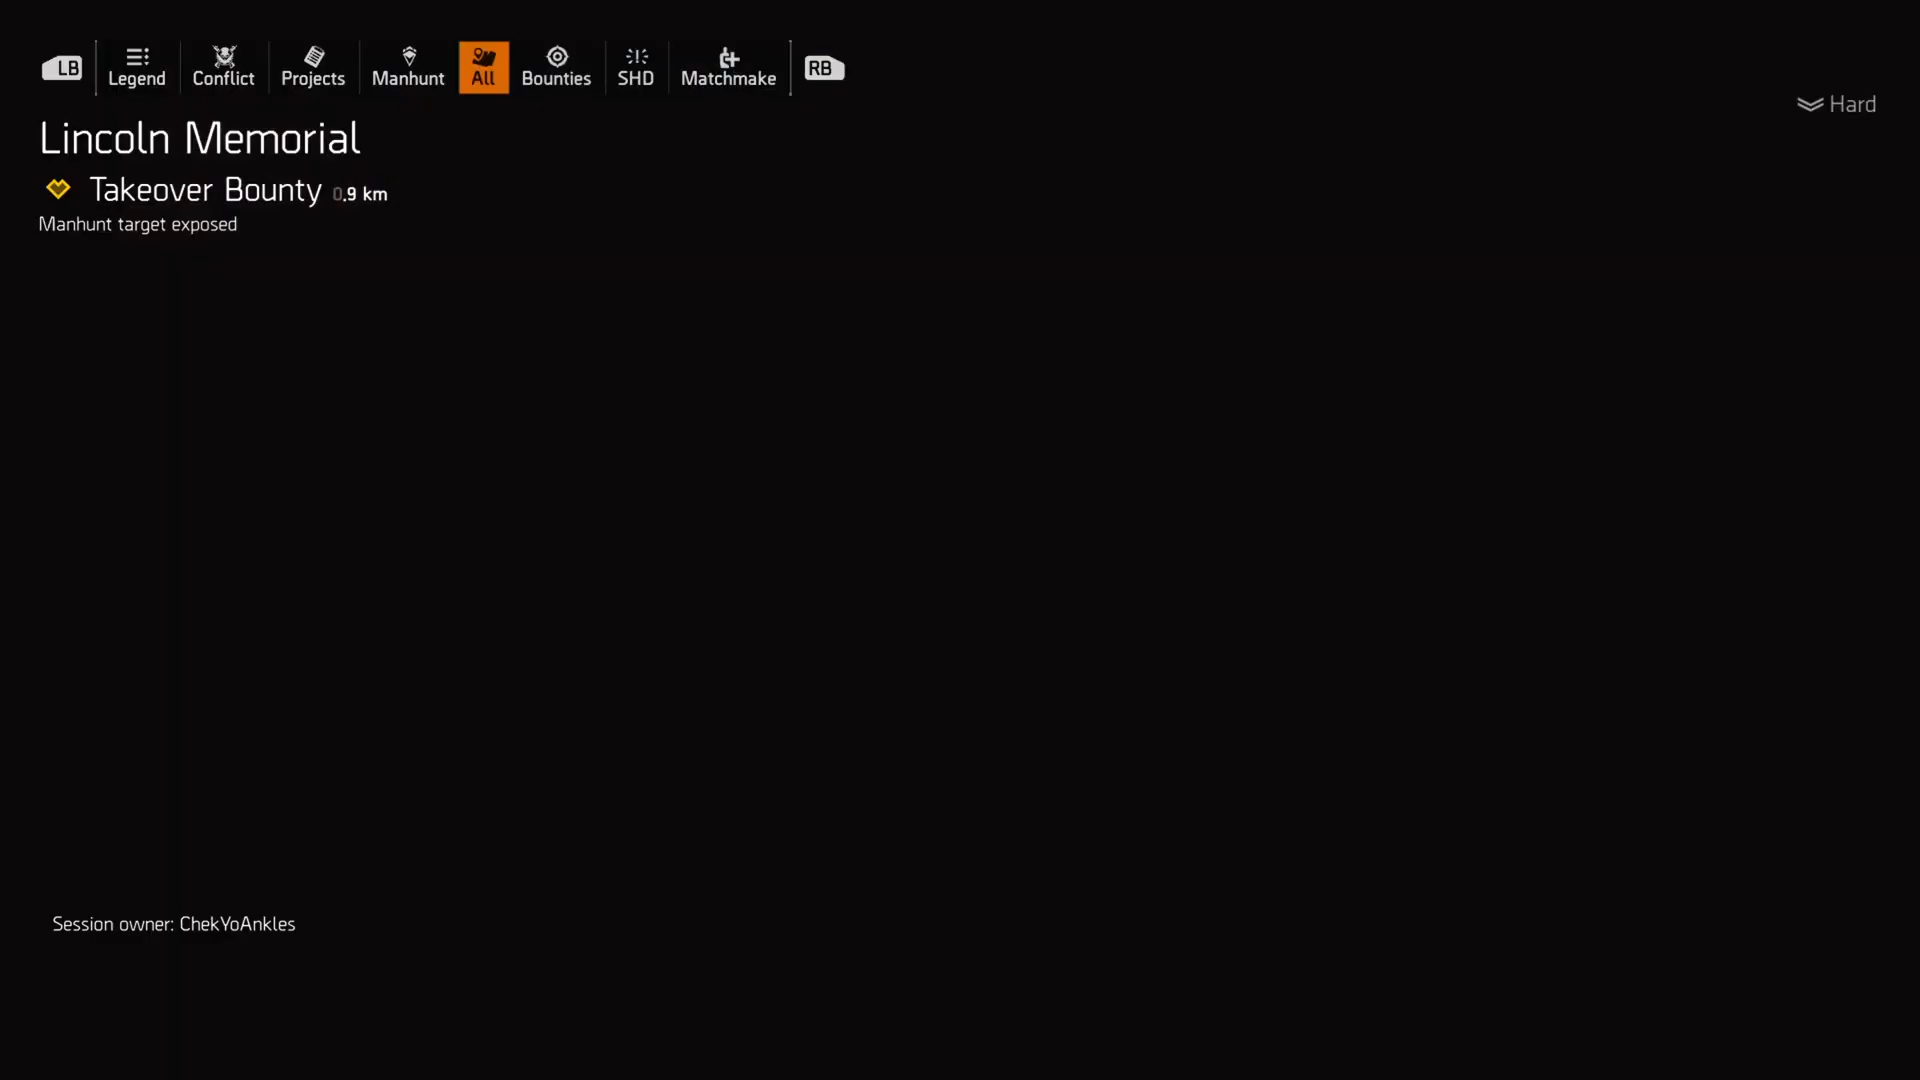 LB Legend Conflict Projects Manhunt All Bounties SHD Matchmake RB
Hard
Lincoln Memorial
Takeover Bounty 0.9 km
Manhunt target exposed
Session owner: ChekYoAnkles